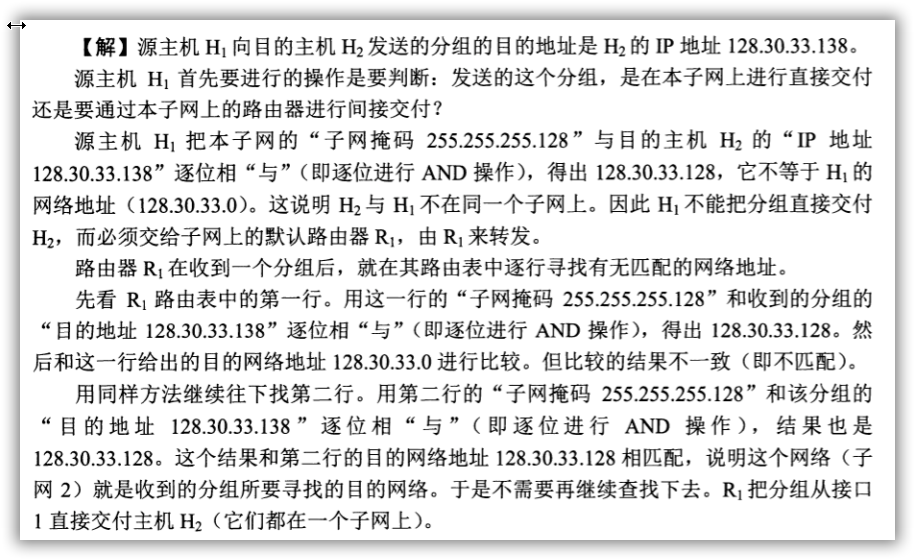 【解】源主机 H₁ 向目的主机 H₂ 发送的分组的目的地址是 H₂ 的 IP 地址 128.30.33.138。
源主机 H₁ 首先要进行的操作是要判断：发送的这个分组，是在本子网上进行直接交付
还是要通过本子网上的路由器进行间接交付？
源主机 H₁ 把本子网的“子网掩码 255.255.255.128”与目的主机 H₂ 的“IP 地址
128.30.33.138”逐位相“与”（即逐位进行 AND 操作），得出 128.30.33.128，它不等于 H₁ 的
网络地址（128.30.33.0）。这说明 H₂ 与 H₁ 不在同一个子网上。因此 H₁ 不能把分组直接交付
H₂，而必须交给子网上的默认路由器 R₁，由 R₁ 来转发。
路由器 R₁ 在收到一个分组后，就在其路由表中逐行寻找有无匹配的网络地址。
先看 R₁ 路由表中的第一行。用这一行的“子网掩码 255.255.255.128”和收到的分组的
“目的地址 128.30.33.138”逐位相“与”（即逐位进行 AND 操作），得出 128.30.33.128。然
后和这一行给出的目的网络地址 128.30.33.0 进行比较。但比较的结果不一致（即不匹配）。
用同样方法继续往下找第二行。用第二行的“子网掩码 255.255.255.128”和该分组的
“目的地址 128.30.33.138”逐位相“与”（即逐位进行 AND 操作），结果也是
128.30.33.128。这个结果和第二行的目的网络地址 128.30.33.128 相匹配，说明这个网络（子
网 2）就是收到的分组所要寻找的目的网络。于是不需要再继续查找下去。R₁ 把分组从接口
1 直接交付主机 H₂（它们都在一个子网上）。